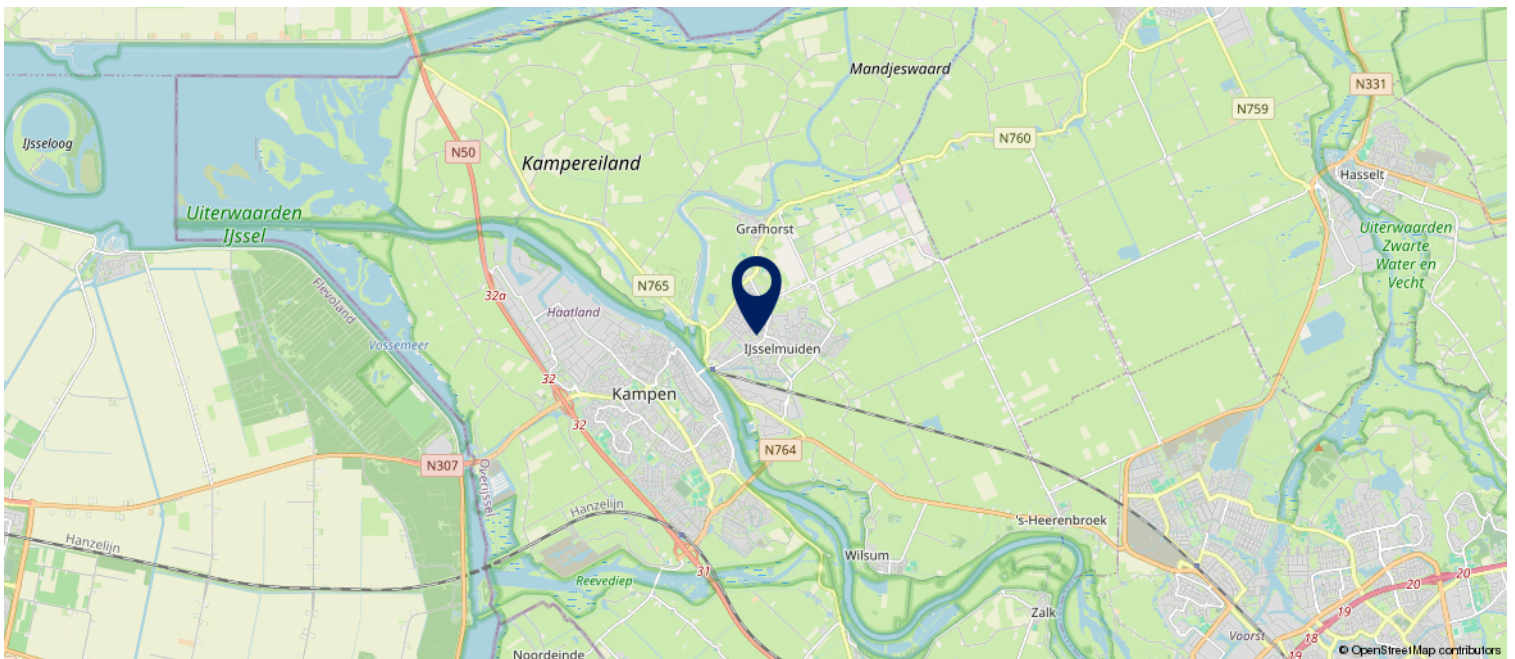 Mandjeswaard
N331
N759
N760
IJsseloog
N50
Kampereiland
Hasselt
Uiterwaarden
IJssel
Grafhorst
Uiterwaarden
Zwarte
Water en
Vecht
N765
32a
Flevoland
Haatland
Vossemeer
IJsselmuiden
32
Kampen
32
N764
N307
Overijssel
Hanzelijn
's-Heerenbroek
Hanzelijn
Wilsum
31
Reevediep
20
20
19
Zalk
18
Voorst
19
Noordeinde
© OpenStreetMap contributors